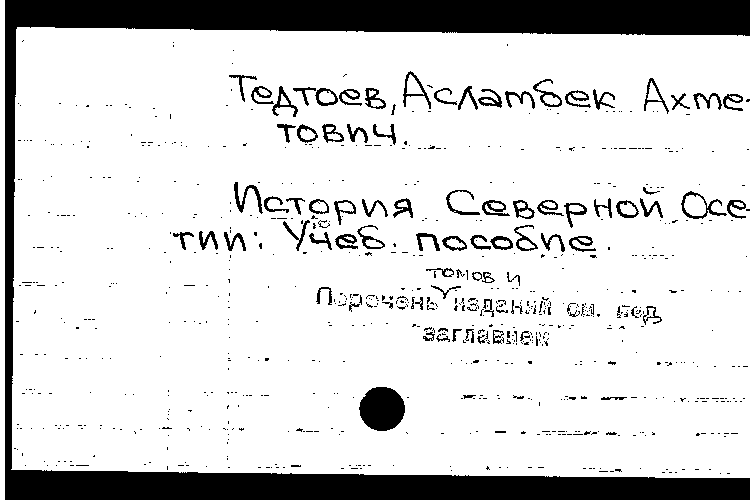 Тедтоев, Асламбек Ахме-
тович.
История Северной Осе-
тии: Учеб. пособие.
томов и
Перечень изданий см. под
заглавием